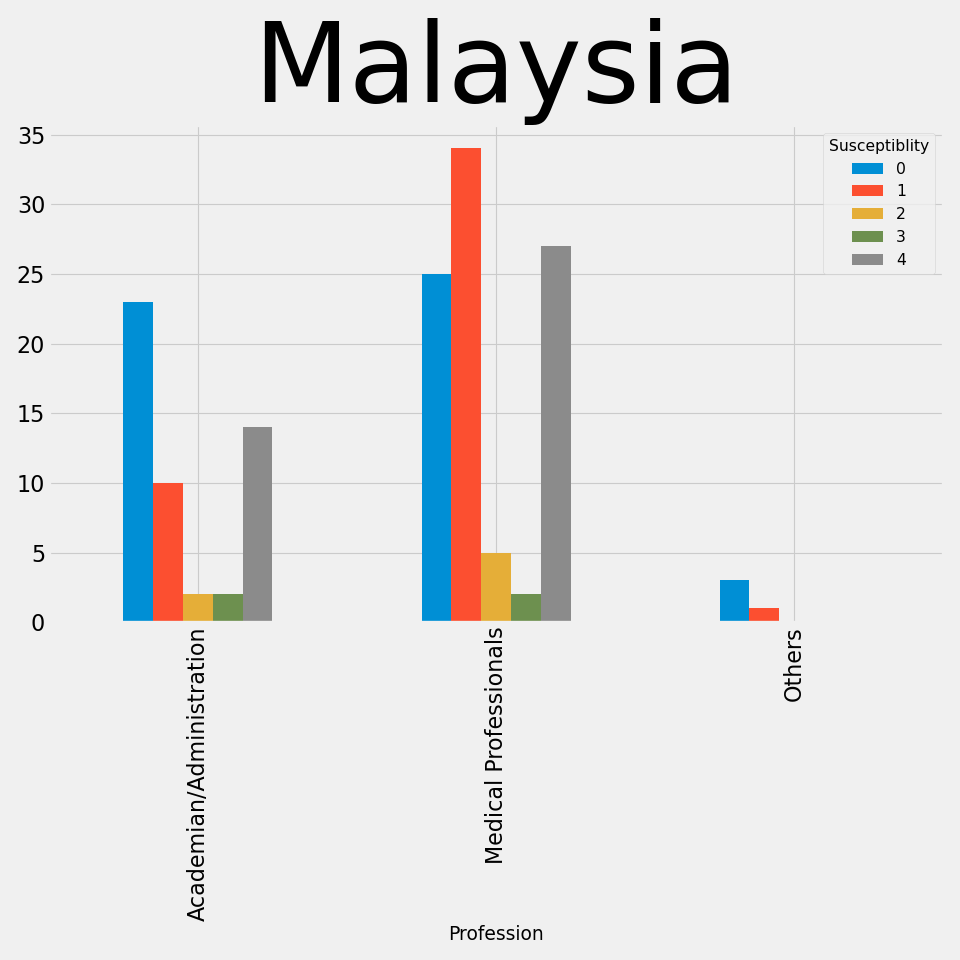 Malaysia
35
30
25
20
15
10
5
0
Susceptiblity
0
1
2
3
4
Academian/Administration
Medical Professionals
Others
Profession